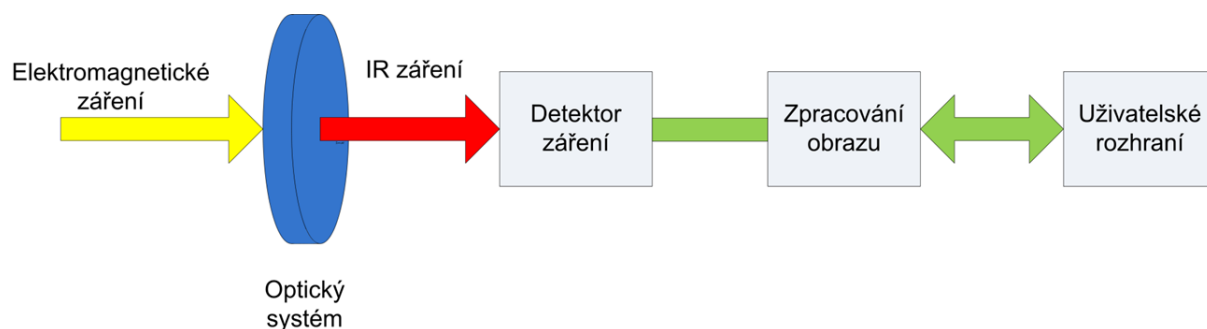 Elektromagnetické
záření
IR záření
Detektor
záření
Zpracování
obrazu
Uživatelské
rozhraní
Optický
systém